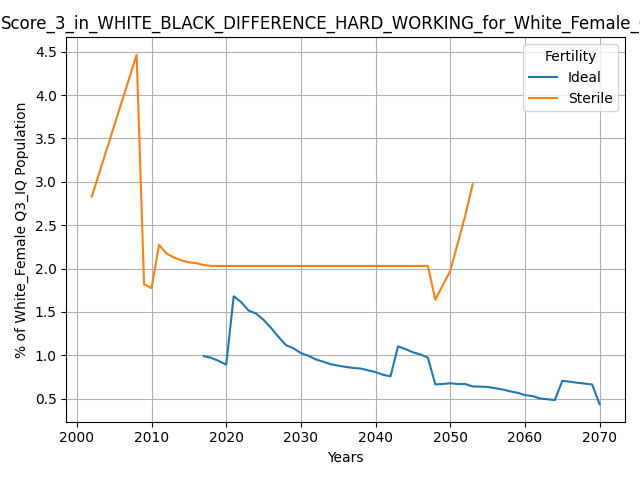 Score_3_in_WHITE_BLACK_DIFFERENCE_HARD_WORKING_for_White_Female_
Fertility
Ideal
Sterile
% of White_Female Q3_IQ Population
4.5
4.0
3.5
3.0
2.5
2.0
1.5
1.0
0.5
2000 2010 2020 2030 2040 2050 2060 2070
Years